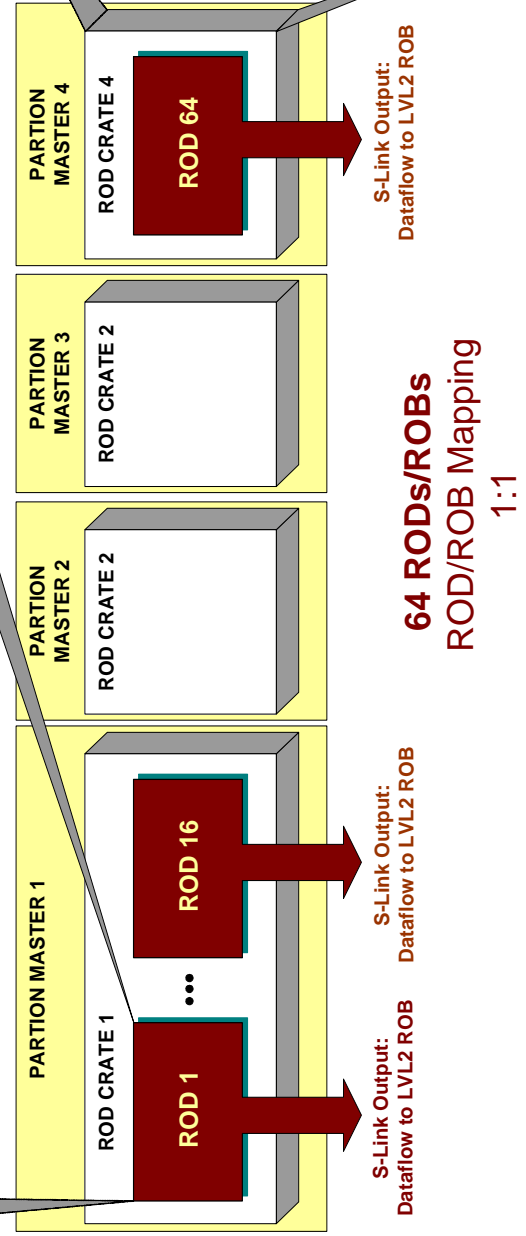 PARTION MASTER 1
ROD CRATE 1
ROD 1
•••
ROD 16
S-Link Output:
Dataflow to LVL2 ROB
S-Link Output:
Dataflow to LVL2 ROB
PARTION
MASTER 2
ROD CRATE 2
PARTION
MASTER 3
ROD CRATE 2
PARTION
MASTER 4
ROD CRATE 4
ROD 64
S-Link Output:
Dataflow to LVL2 ROB
64 RODs/ROBs
ROD/ROB Mapping
1:1